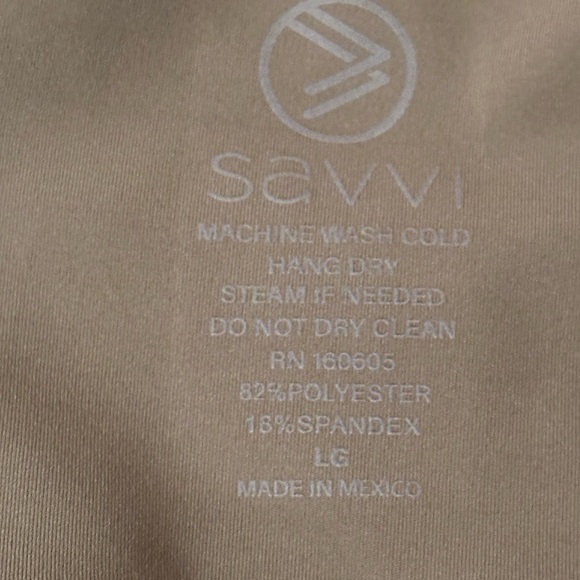 savvi
MACHINE WASH COLD
HANG DRY
STEAM IF NEEDED
DO NOT DRY CLEAN
RN 160605
82%POLYESTER
18%SPANDEX
LG
MADE IN MEXICO